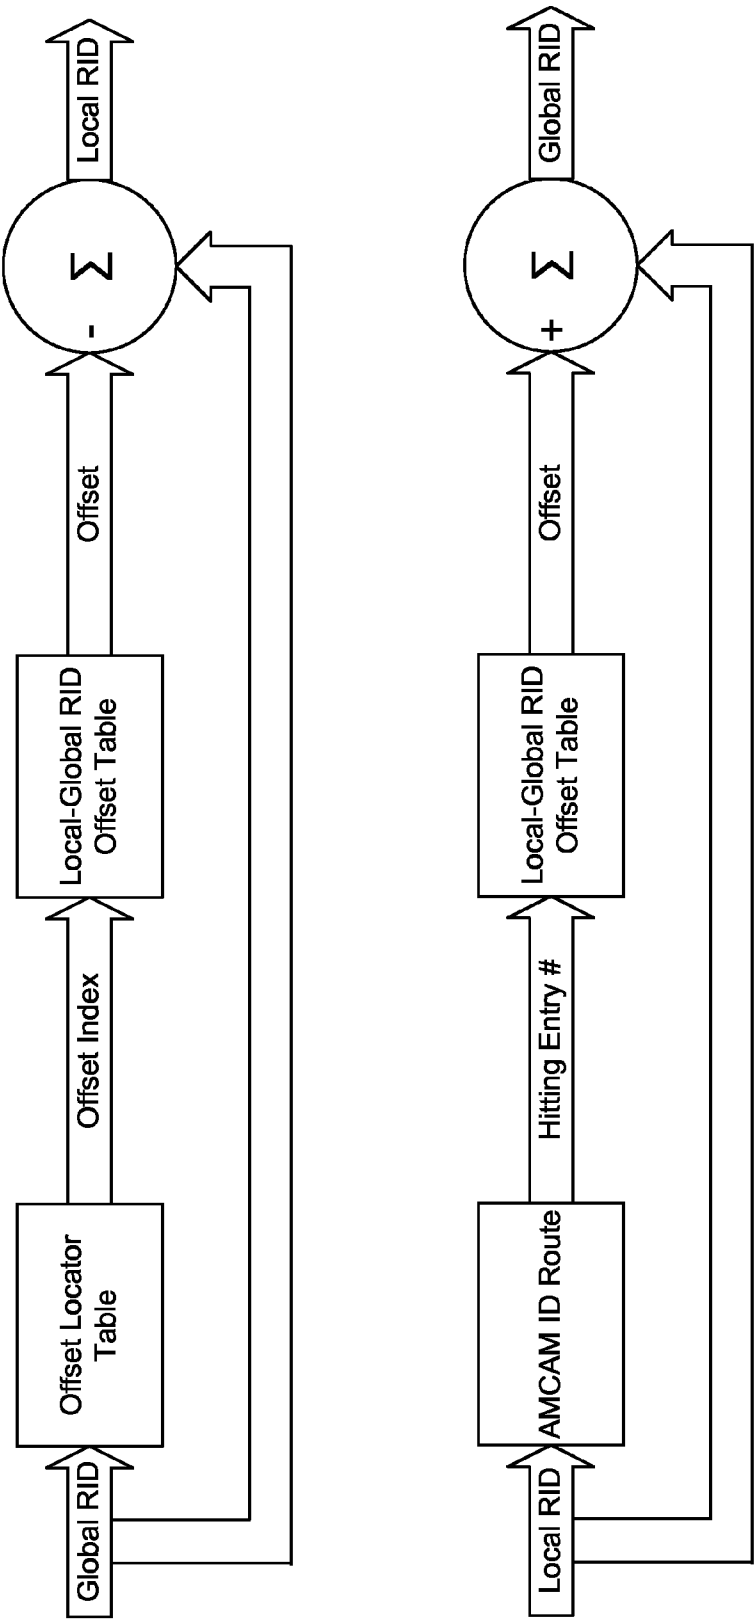 Global RID
Offset Locator
Table
Offset Index
Local-Global RID
Offset Table
Offset
-
Σ
Local RID
Local RID
AMCAM ID Route
Hitting Entry #
Local-Global RID
Offset Table
Offset
+
Σ
Global RID